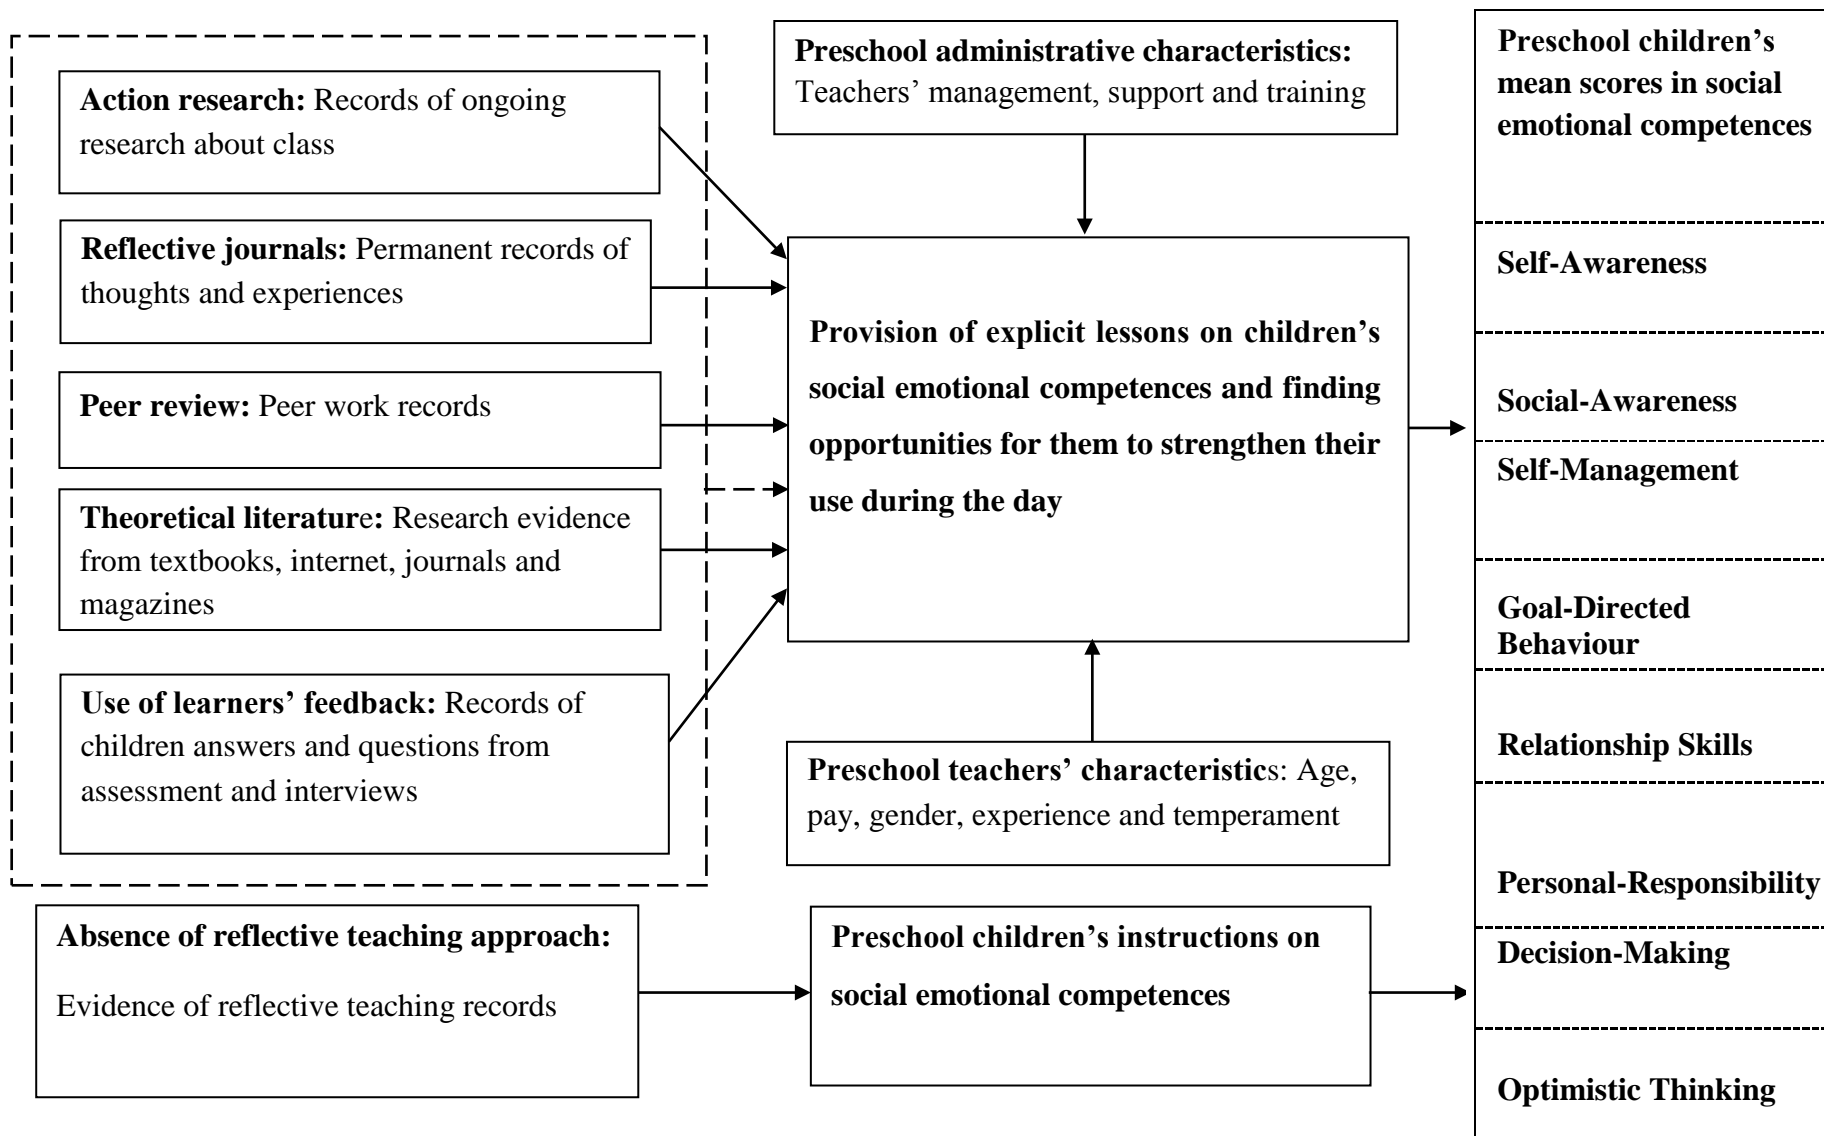 Action research: Records of ongoing
research about class
Reflective journals: Permanent records of
thoughts and experiences
Peer review: Peer work records
Theoretical literature: Research evidence
from textbooks, internet, journals and
magazines
Use of learners’ feedback: Records of
children answers and questions from
assessment and interviews
Absence of reflective teaching approach:
Evidence of reflective teaching records
Preschool administrative characteristics:
Teachers’ management, support and training
Provision of explicit lessons on children’s
social emotional competences and finding
opportunities for them to strengthen their
use during the day
Preschool teachers’ characteristics: Age,
pay, gender, experience and temperament
Preschool children’s instructions on
social emotional competences
Preschool children’s
mean scores in social
emotional competences
Self-Awareness
Social-Awareness
Self-Management
Goal-Directed
Behaviour
Relationship Skills
Personal-Responsibility
Decision-Making
Optimistic Thinking